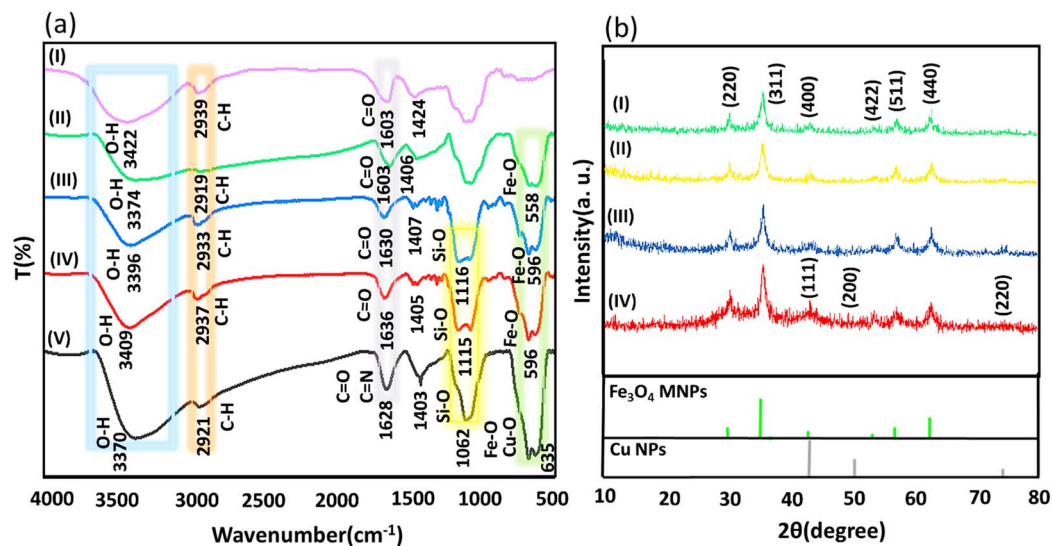 (a)
(I)
O-H
3422
2939
C-H
C=O
1603
1424
(II)
O-H
3374
2919
C-H
C=O
1603
1406
Fe-O
558
(III)
O-H
3396
2933
C-H
C=O
1630
1407
Si-O
1116
Fe-O
596
(IV)
O-H
3409
2937
C-H
C=O
1636
1405
Si-O
1115
Fe-O
596
(V)
O-H
3370
2921
C-H
C=O
C=N
1628
1403
Si-O
1062
Fe-O
Cu-O
635
T(%)
4000 3500 3000 2500 2000 1500 1000 500
Wavenumber(cm⁻¹)
(b)
(220)
(311)
(400)
(422)
(511)
(440)
(I)
(II)
(III)
(IV)
(111)
(200)
(220)
Fe₃O₄ MNPs
Cu NPs
Intensity(a. u.)
10 20 30 40 50 60 70 80
2θ(degree)